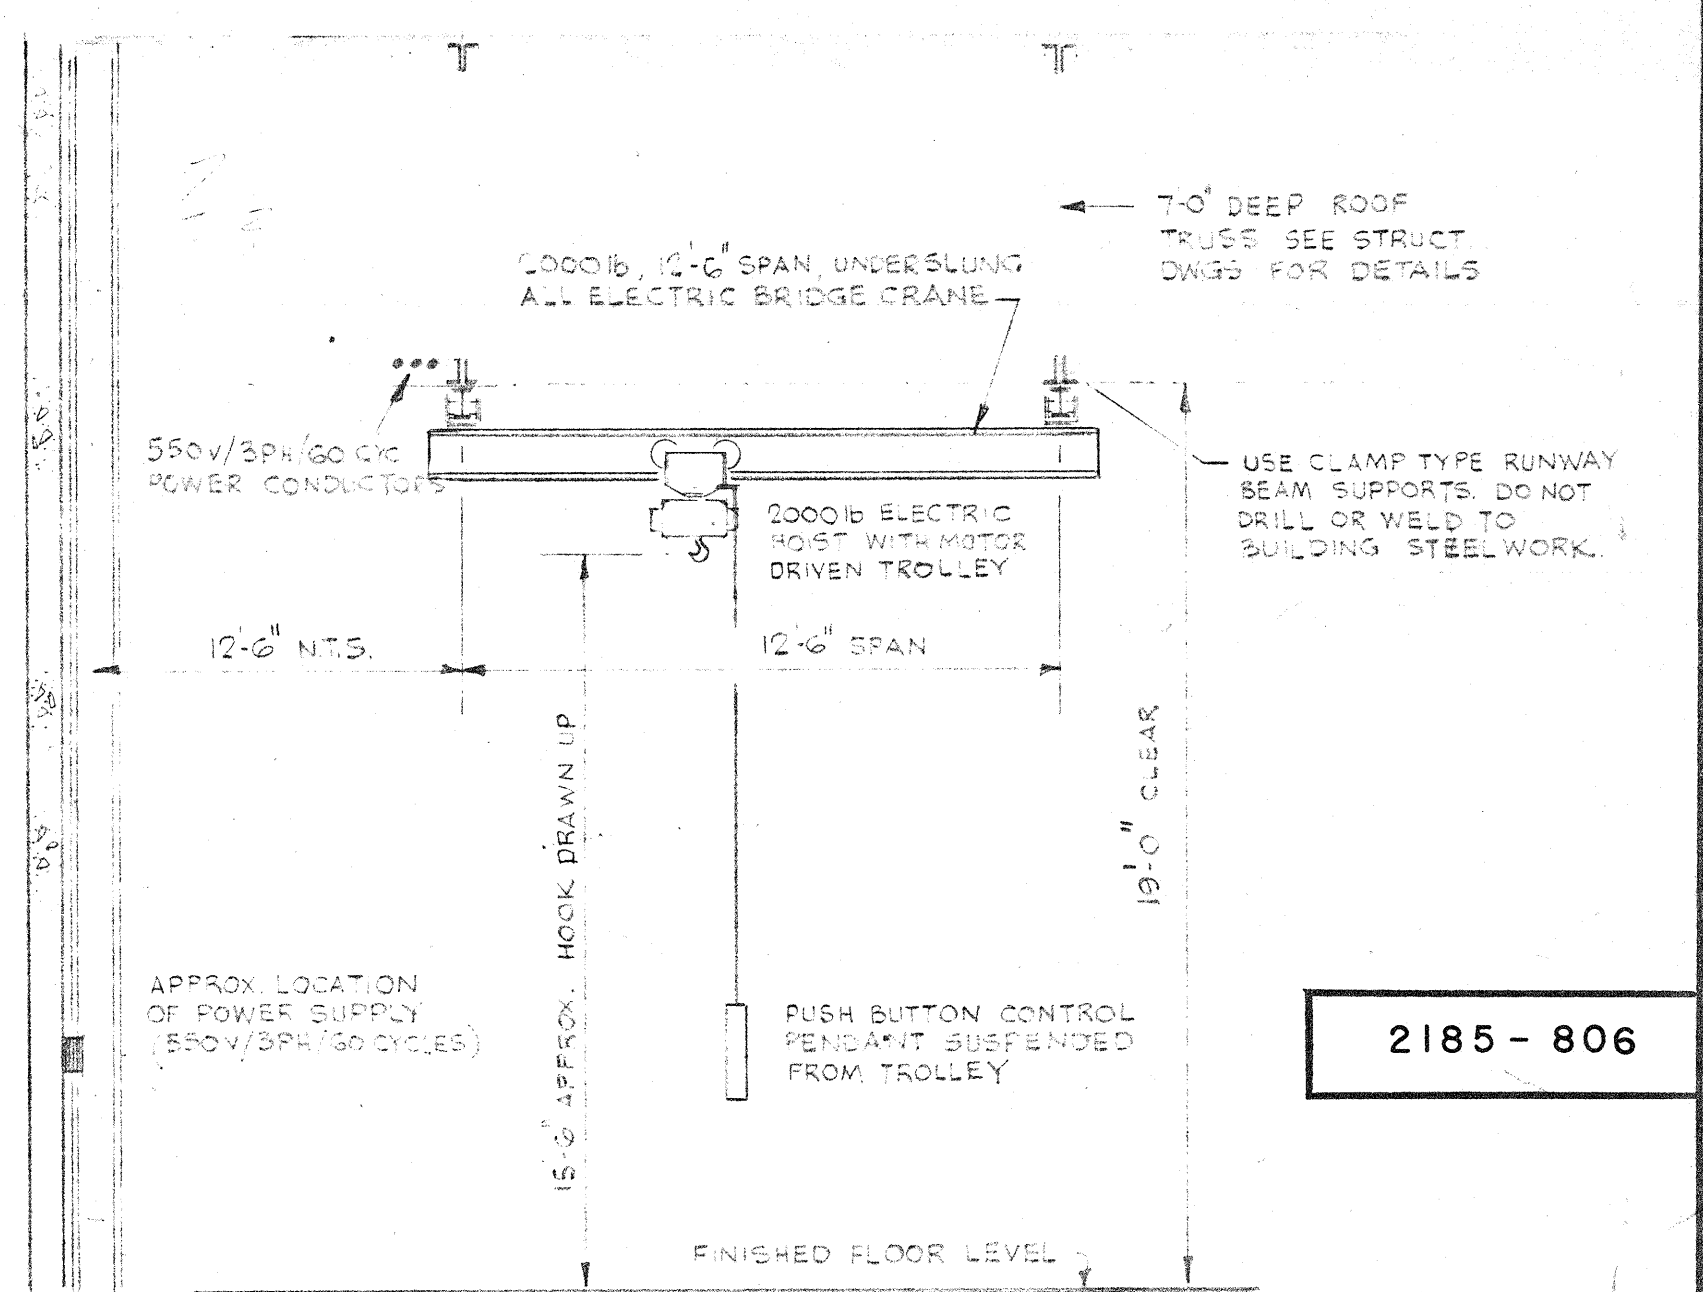 7'-0" DEEP ROOF
TRUSS SEE STRUCT.
DWGS FOR DETAILS
2000 lb, 12'-6" SPAN, UNDERSLUNG
ALL ELECTRIC BRIDGE CRANE
550 V/3PH/60 CYC
POWER CONDUCTORS
USE CLAMP TYPE RUNWAY
BEAM SUPPORTS. DO NOT
DRILL OR WELD TO
BUILDING STEELWORK.
2000 lb ELECTRIC
HOIST WITH MOTOR
DRIVEN TROLLEY
12'-6" N.T.S.
12'-6" SPAN
15'-6" APPROX. HOOK DRAWN UP
19'-0" CLEAR
APPROX. LOCATION
OF POWER SUPPLY
(550 V/3PH/60 CYCLES)
PUSH BUTTON CONTROL
PENDANT SUSPENDED
FROM TROLLEY
2185-806
FINISHED FLOOR LEVEL